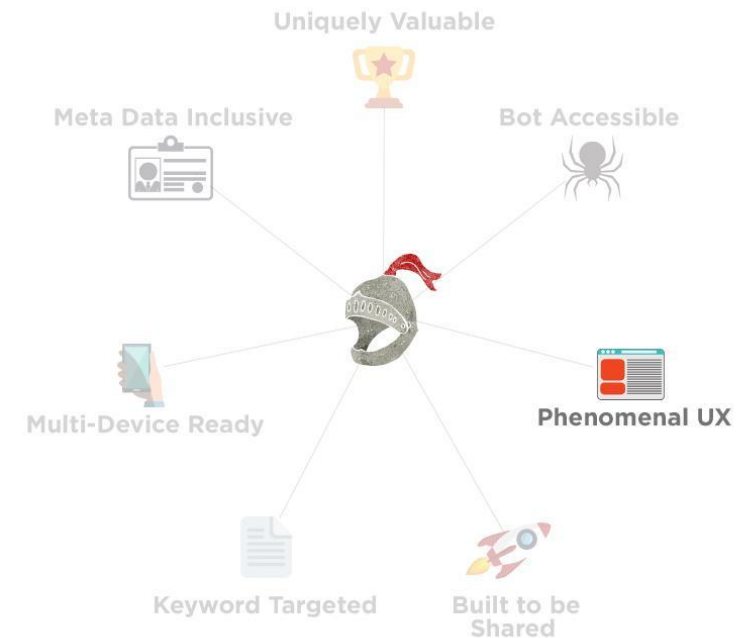 Uniquely Valuable
Meta Data Inclusive
Bot Accessible
Multi-Device Ready
Phenomenal UX
Keyword Targeted
Built to be
Shared